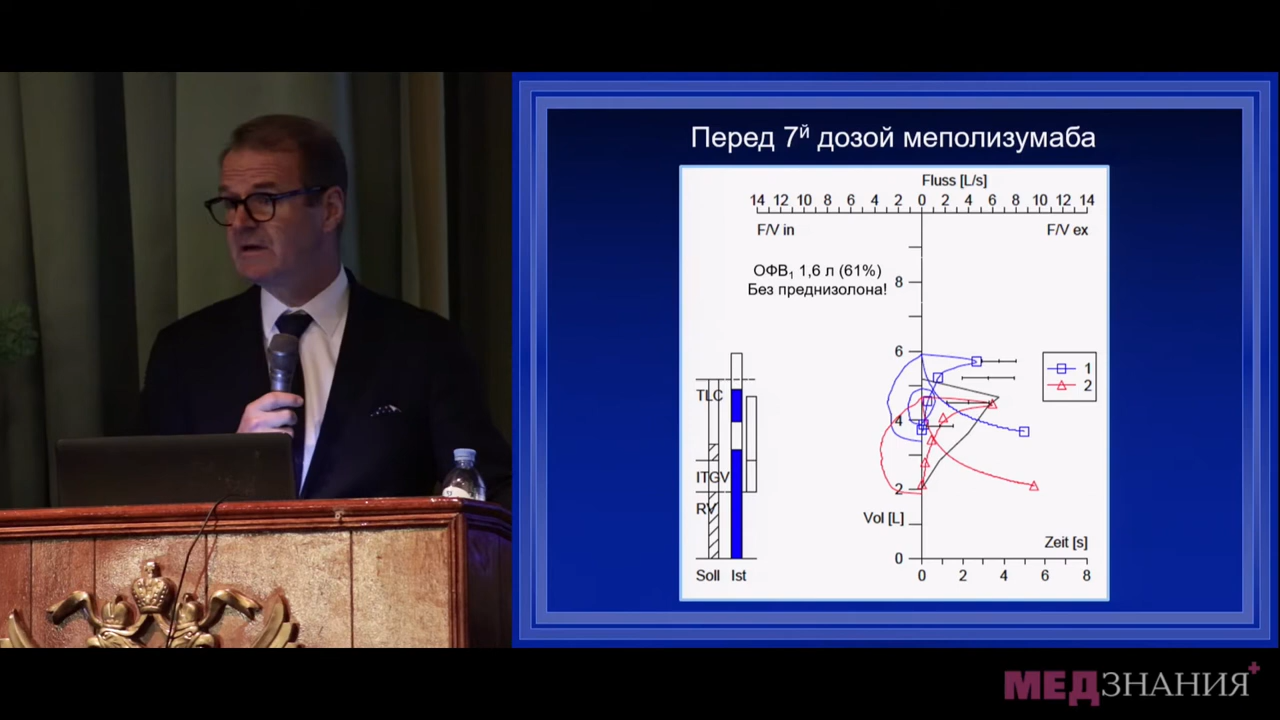 Перед 7й дозой меполизумаба
Fluss [L/s]
14 12 10 8 6 4 2 0 2 4 6 8 10 12 14
F/V in F/V ex
ОФВ1 1,6 л (61%)
Без преднизолона!
8
6
1
2
TLC
4
ITGV
2
RV
Vol [L]
Zeit [s]
0
Soll Ist
0 2 4 6 8
МЕДЗНАНИЯ+